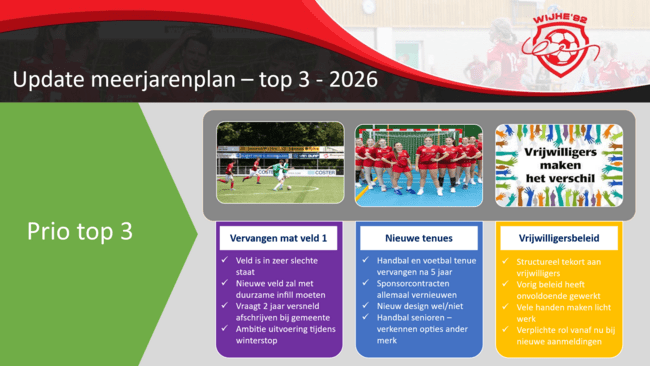 WIJHE'92
Update meerjarenplan – top 3 - 2026
Prio top 3
COSTER
COSTER
Vrijwilligers
maken
het verschil
Vervangen mat veld 1
✓ Veld is in zeer slechte
staat
✓ Nieuwe veld zal met
duurzame infill moeten
✓ Vraagt 2 jaar versneld
afschrijven bij gemeente
✓ Ambitie uitvoering tijdens
winterstop
Nieuwe tenues
✓ Handbal en voetbal tenue
vervangen na 5 jaar
✓ Sponsorcontracten
allemaal vernieuwen
✓ Nieuw design wel/niet
✓ Handbal senioren –
verkennen opties ander
merk
Vrijwilligersbeleid
✓ Structureel tekort aan
vrijwilligers
✓ Vorig beleid heeft
onvoldoende gewerkt
✓ Vele handen maken licht
werk
✓ Verplichte rol vanaf nu bij
nieuwe aanmeldingen